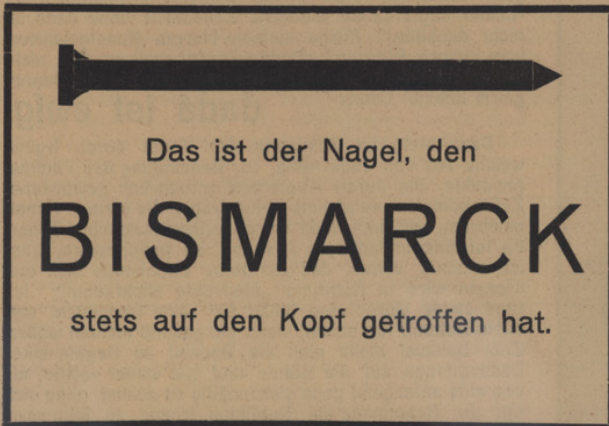 Das ist der Nagel, den
BISMARCK
stets auf den Kopf getroffen hat.